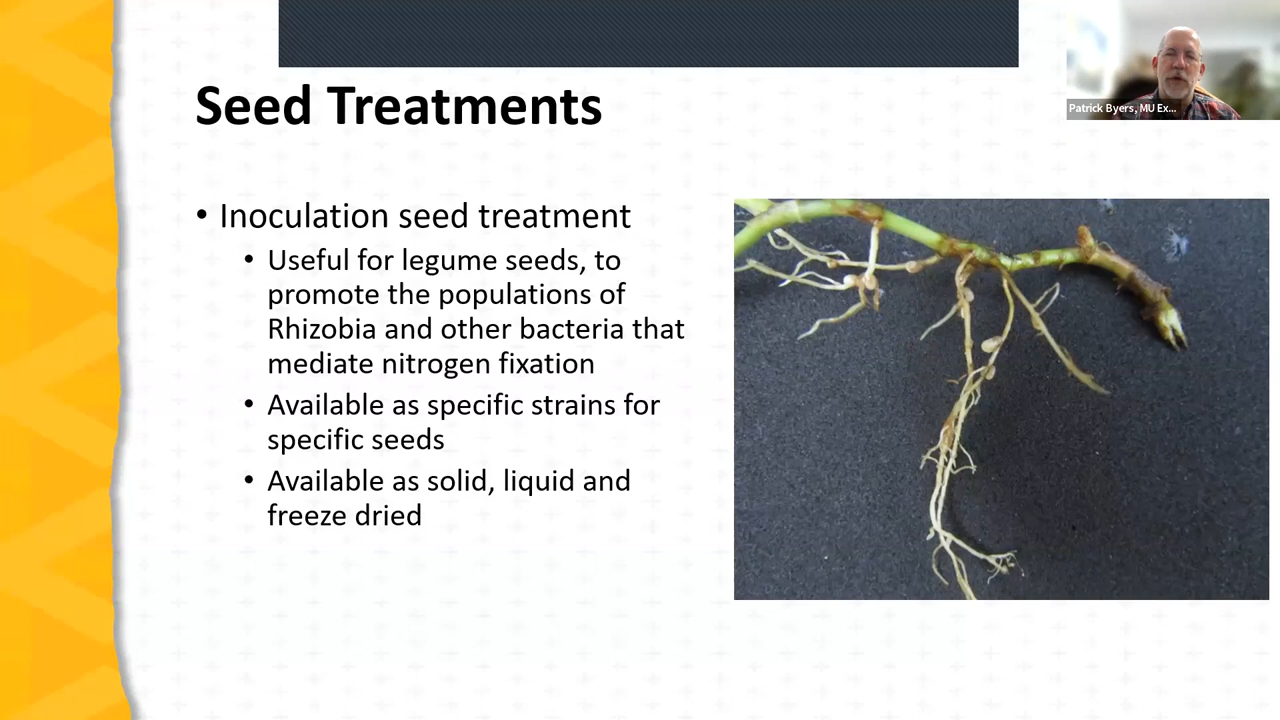 Seed Treatments
Patrick Byers, MU Ex...
• Inoculation seed treatment
• Useful for legume seeds, to
promote the populations of
Rhizobia and other bacteria that
mediate nitrogen fixation
• Available as specific strains for
specific seeds
• Available as solid, liquid and
freeze dried